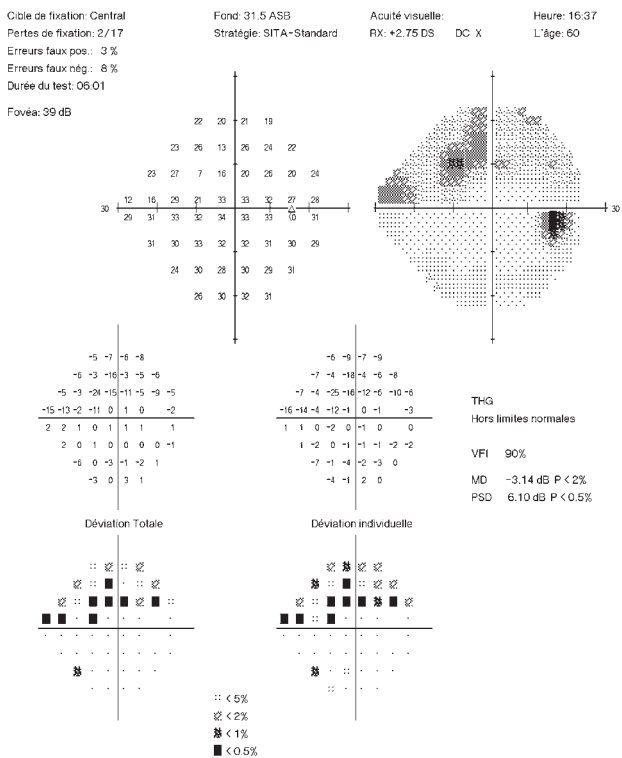 Cible de fixation: Central Fond: 31.5 ASB Acuité visuelle: Heure: 16:37
Pertes de fixation: 2/17 Stratégie: SITA-Standard RX: +2.75 DS DC X L'âge: 60
Erreurs faux pos.: 3 %
Erreurs faux nég.: 8 %
Durée du test: 06:01
Fovéa: 39 dB
22 20 21 19
23 26 13 26 24 22
23 27 7 16 20 26 20 24
12 16 29 21 33 33 32 27 28
30 30
29 31 33 32 34 33 33 (0 31
31 30 33 32 32 31 30 29
24 30 28 30 29 31
26 30 32 31
-5 -7 -6 -8
-6 -3 -16 -3 -5 -6
-5 -3 -24 -15 -11 -5 -9 -5
-15 -13 -2 -11 0 1 0 -2
2 2 1 0 1 1 1 1
2 0 1 0 0 0 0 -1
-6 0 -3 -1 -2 1
-3 0 3 1
Déviation Totale
-6 -9 -7 -9
-7 -4 -18 -4 -6 -8
-7 -4 -25 -16 -12 -6 -10 -6
-16 -14 -4 -12 -1 0 -1 -3
1 1 0 -2 0 0 0 0
1 -2 0 -1 -1 -1 -2 -2
-7 -1 -4 -2 -3 0
-4 -1 2 0
Déviation individuelle
THG
Hors limites normales
VFI 90%
MD -3.14 dB P < 2%
PSD 6.10 dB P < 0.5%
< 5%
< 2%
< 1%
< 0.5%